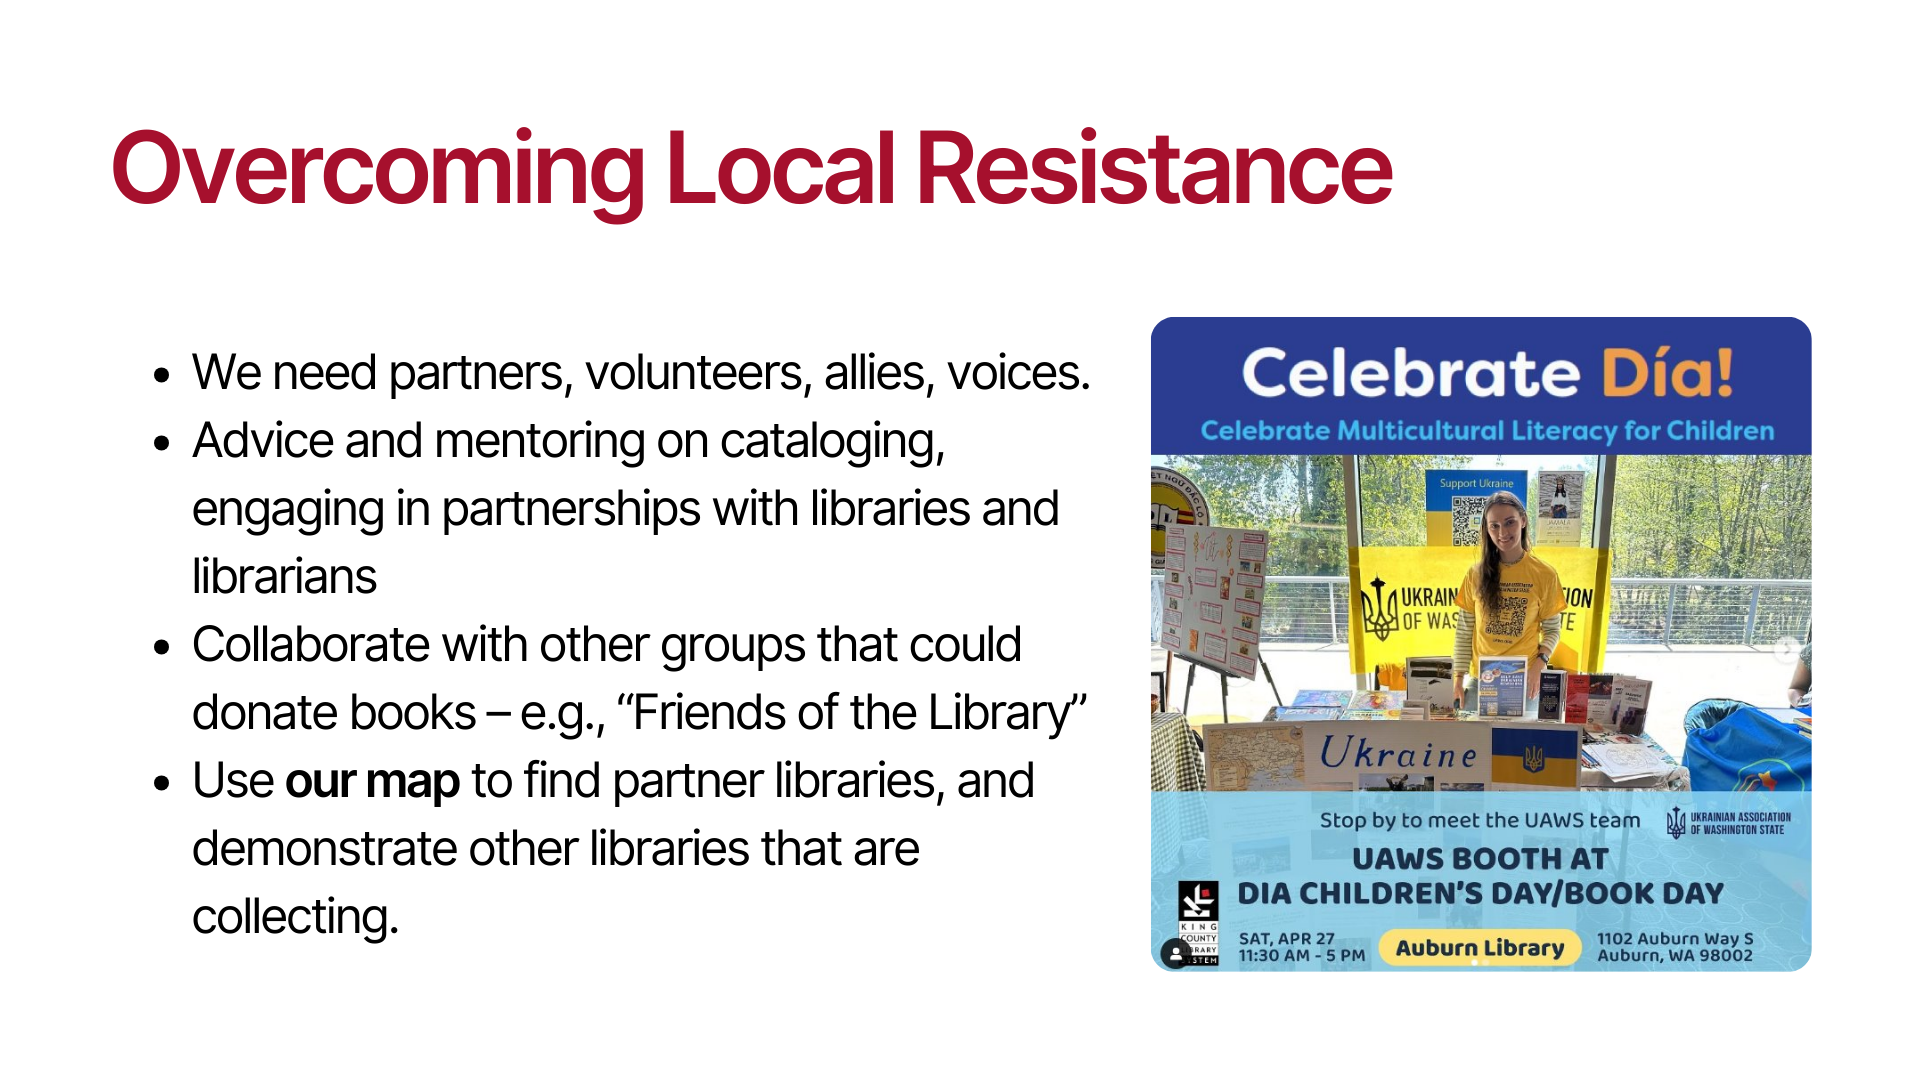 Overcoming Local Resistance
• We need partners, volunteers, allies, voices.
• Advice and mentoring on cataloging,
engaging in partnerships with libraries and
librarians
• Collaborate with other groups that could
donate books – e.g., “Friends of the Library”
• Use our map to find partner libraries, and
demonstrate other libraries that are
collecting.
Celebrate Día!
Celebrate Multicultural Literacy for Children
Support Ukraine
UKRAIN
TION
OF WAS
TE
Ukraine
Stop by to meet the UAWS team
UKRAINIAN ASSOCIATION
OF WASHINGTON STATE
UAWS BOOTH AT
DIA CHILDREN’S DAY/BOOK DAY
KING
COUNTY
BRARY
STEM
SAT, APR 27
11:30 AM - 5 PM
Auburn Library
1102 Auburn Way S
Auburn, WA 98002